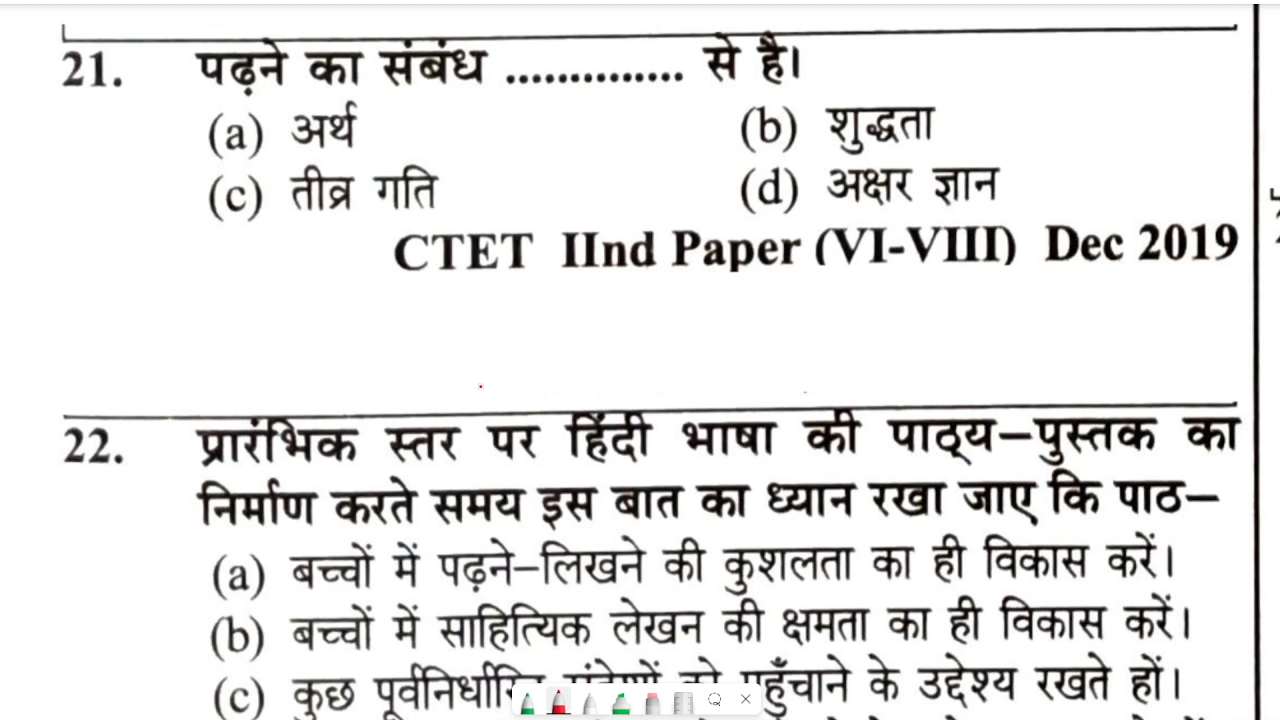 21. पढ़ने का संबंध .............. से है।
(a) अर्थ (b) शुद्धता
(c) तीव्र गति (d) अक्षर ज्ञान
CTET IInd Paper (VI-VIII) Dec 2019
22. प्रारंभिक स्तर पर हिंदी भाषा की पाठ्य–पुस्तक का
निर्माण करते समय इस बात का ध्यान रखा जाए कि पाठ–
(a) बच्चों में पढ़ने–लिखने की कुशलता का ही विकास करें।
(b) बच्चों में साहित्यिक लेखन की क्षमता का ही विकास करें।
(c) कुछ पहुँचाने के उद्देश्य रखते हों।